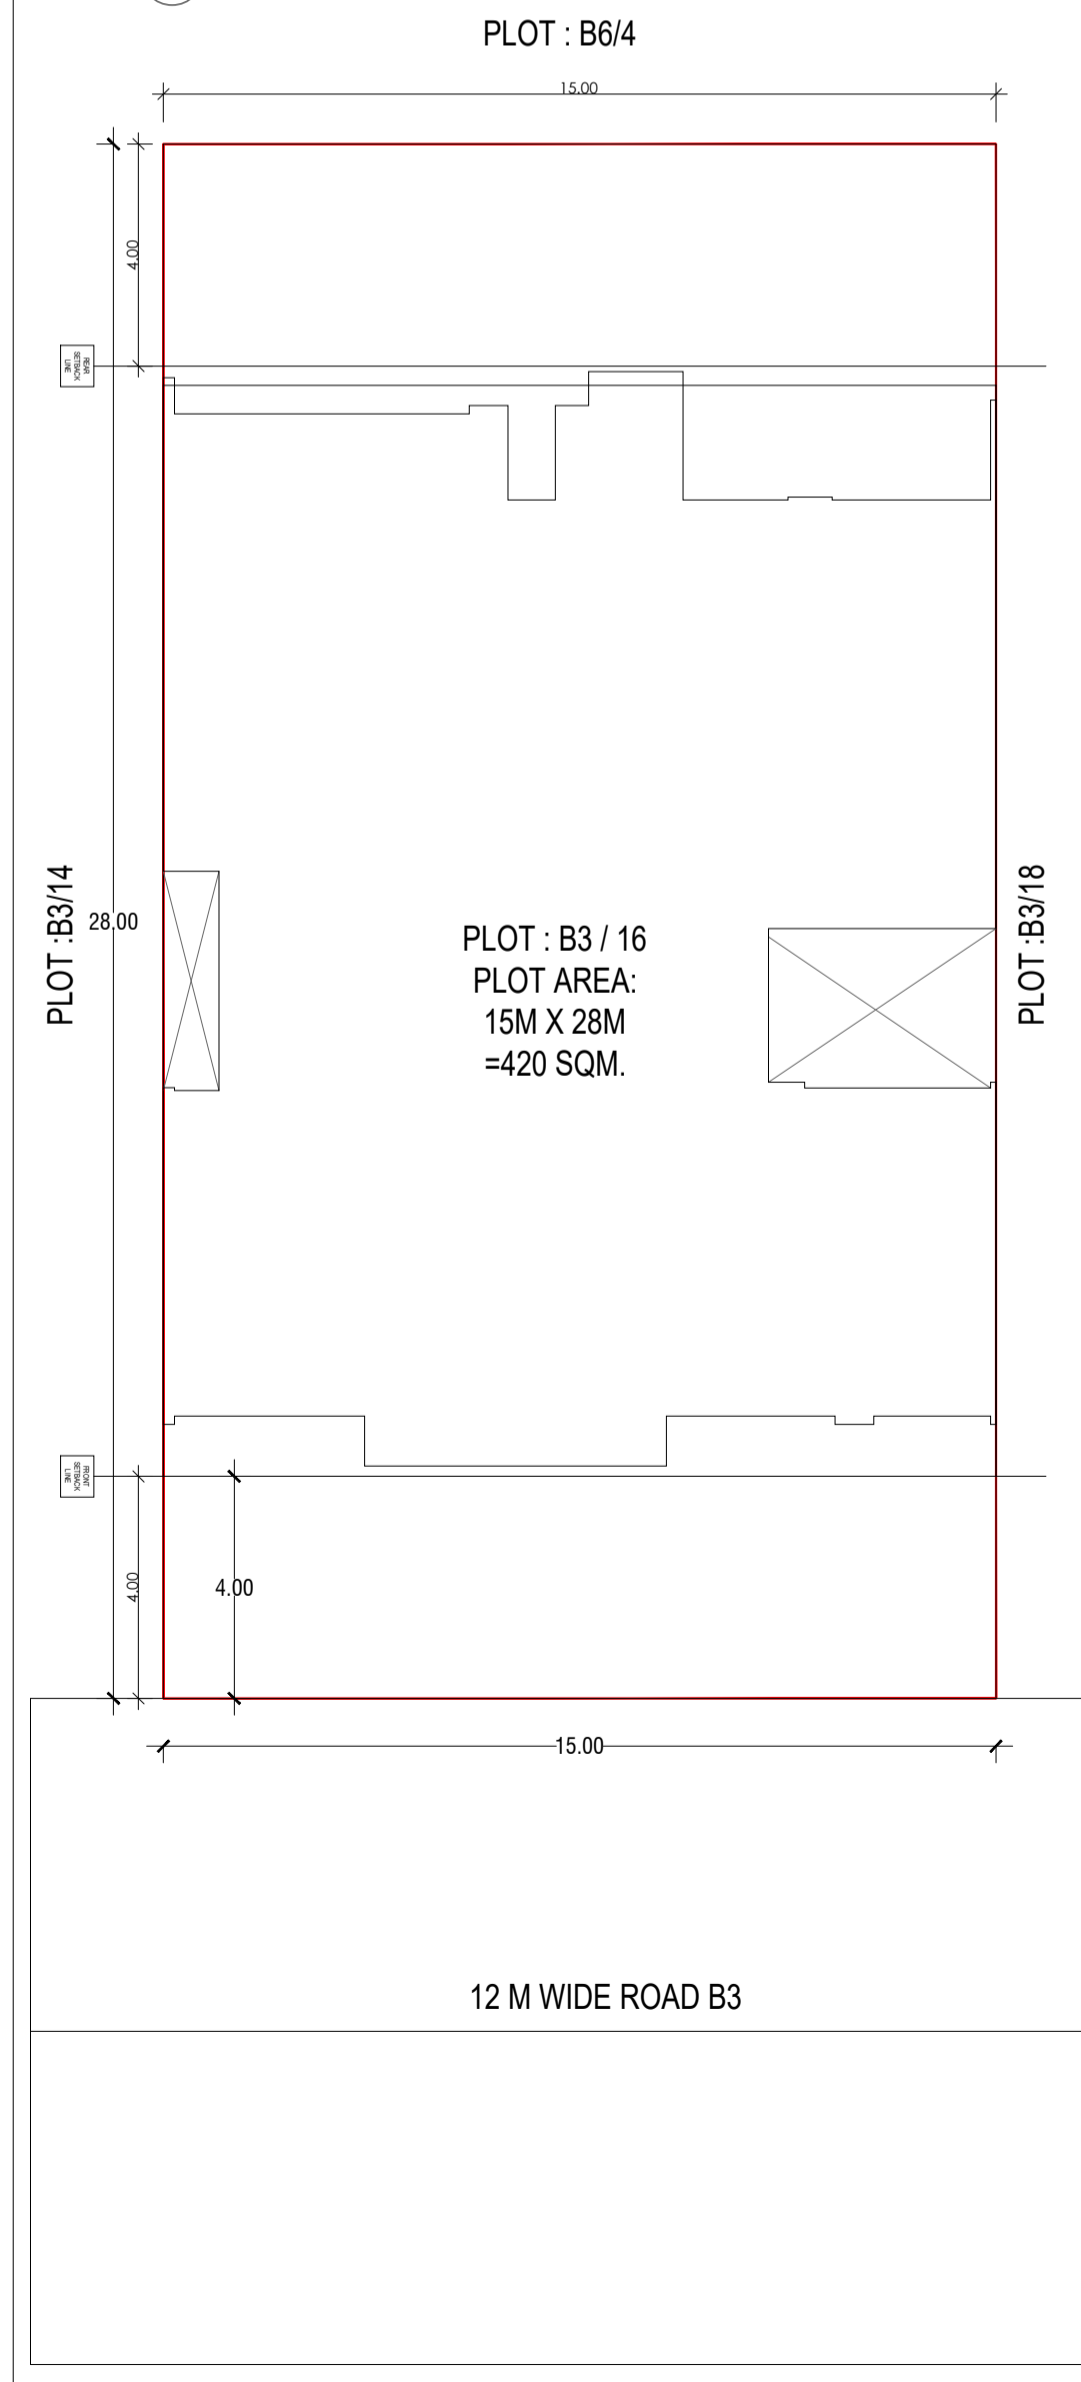 PLOT : B6/4
15.00
4.00
REAR
SETBACK
LINE
PLOT :B3/14
28.00
PLOT : B3 / 16
PLOT AREA:
15M X 28M
=420 SQM.
PLOT :B3/18
FRONT
SETBACK
LINE
4.00
4.00
15.00
12 M WIDE ROAD B3